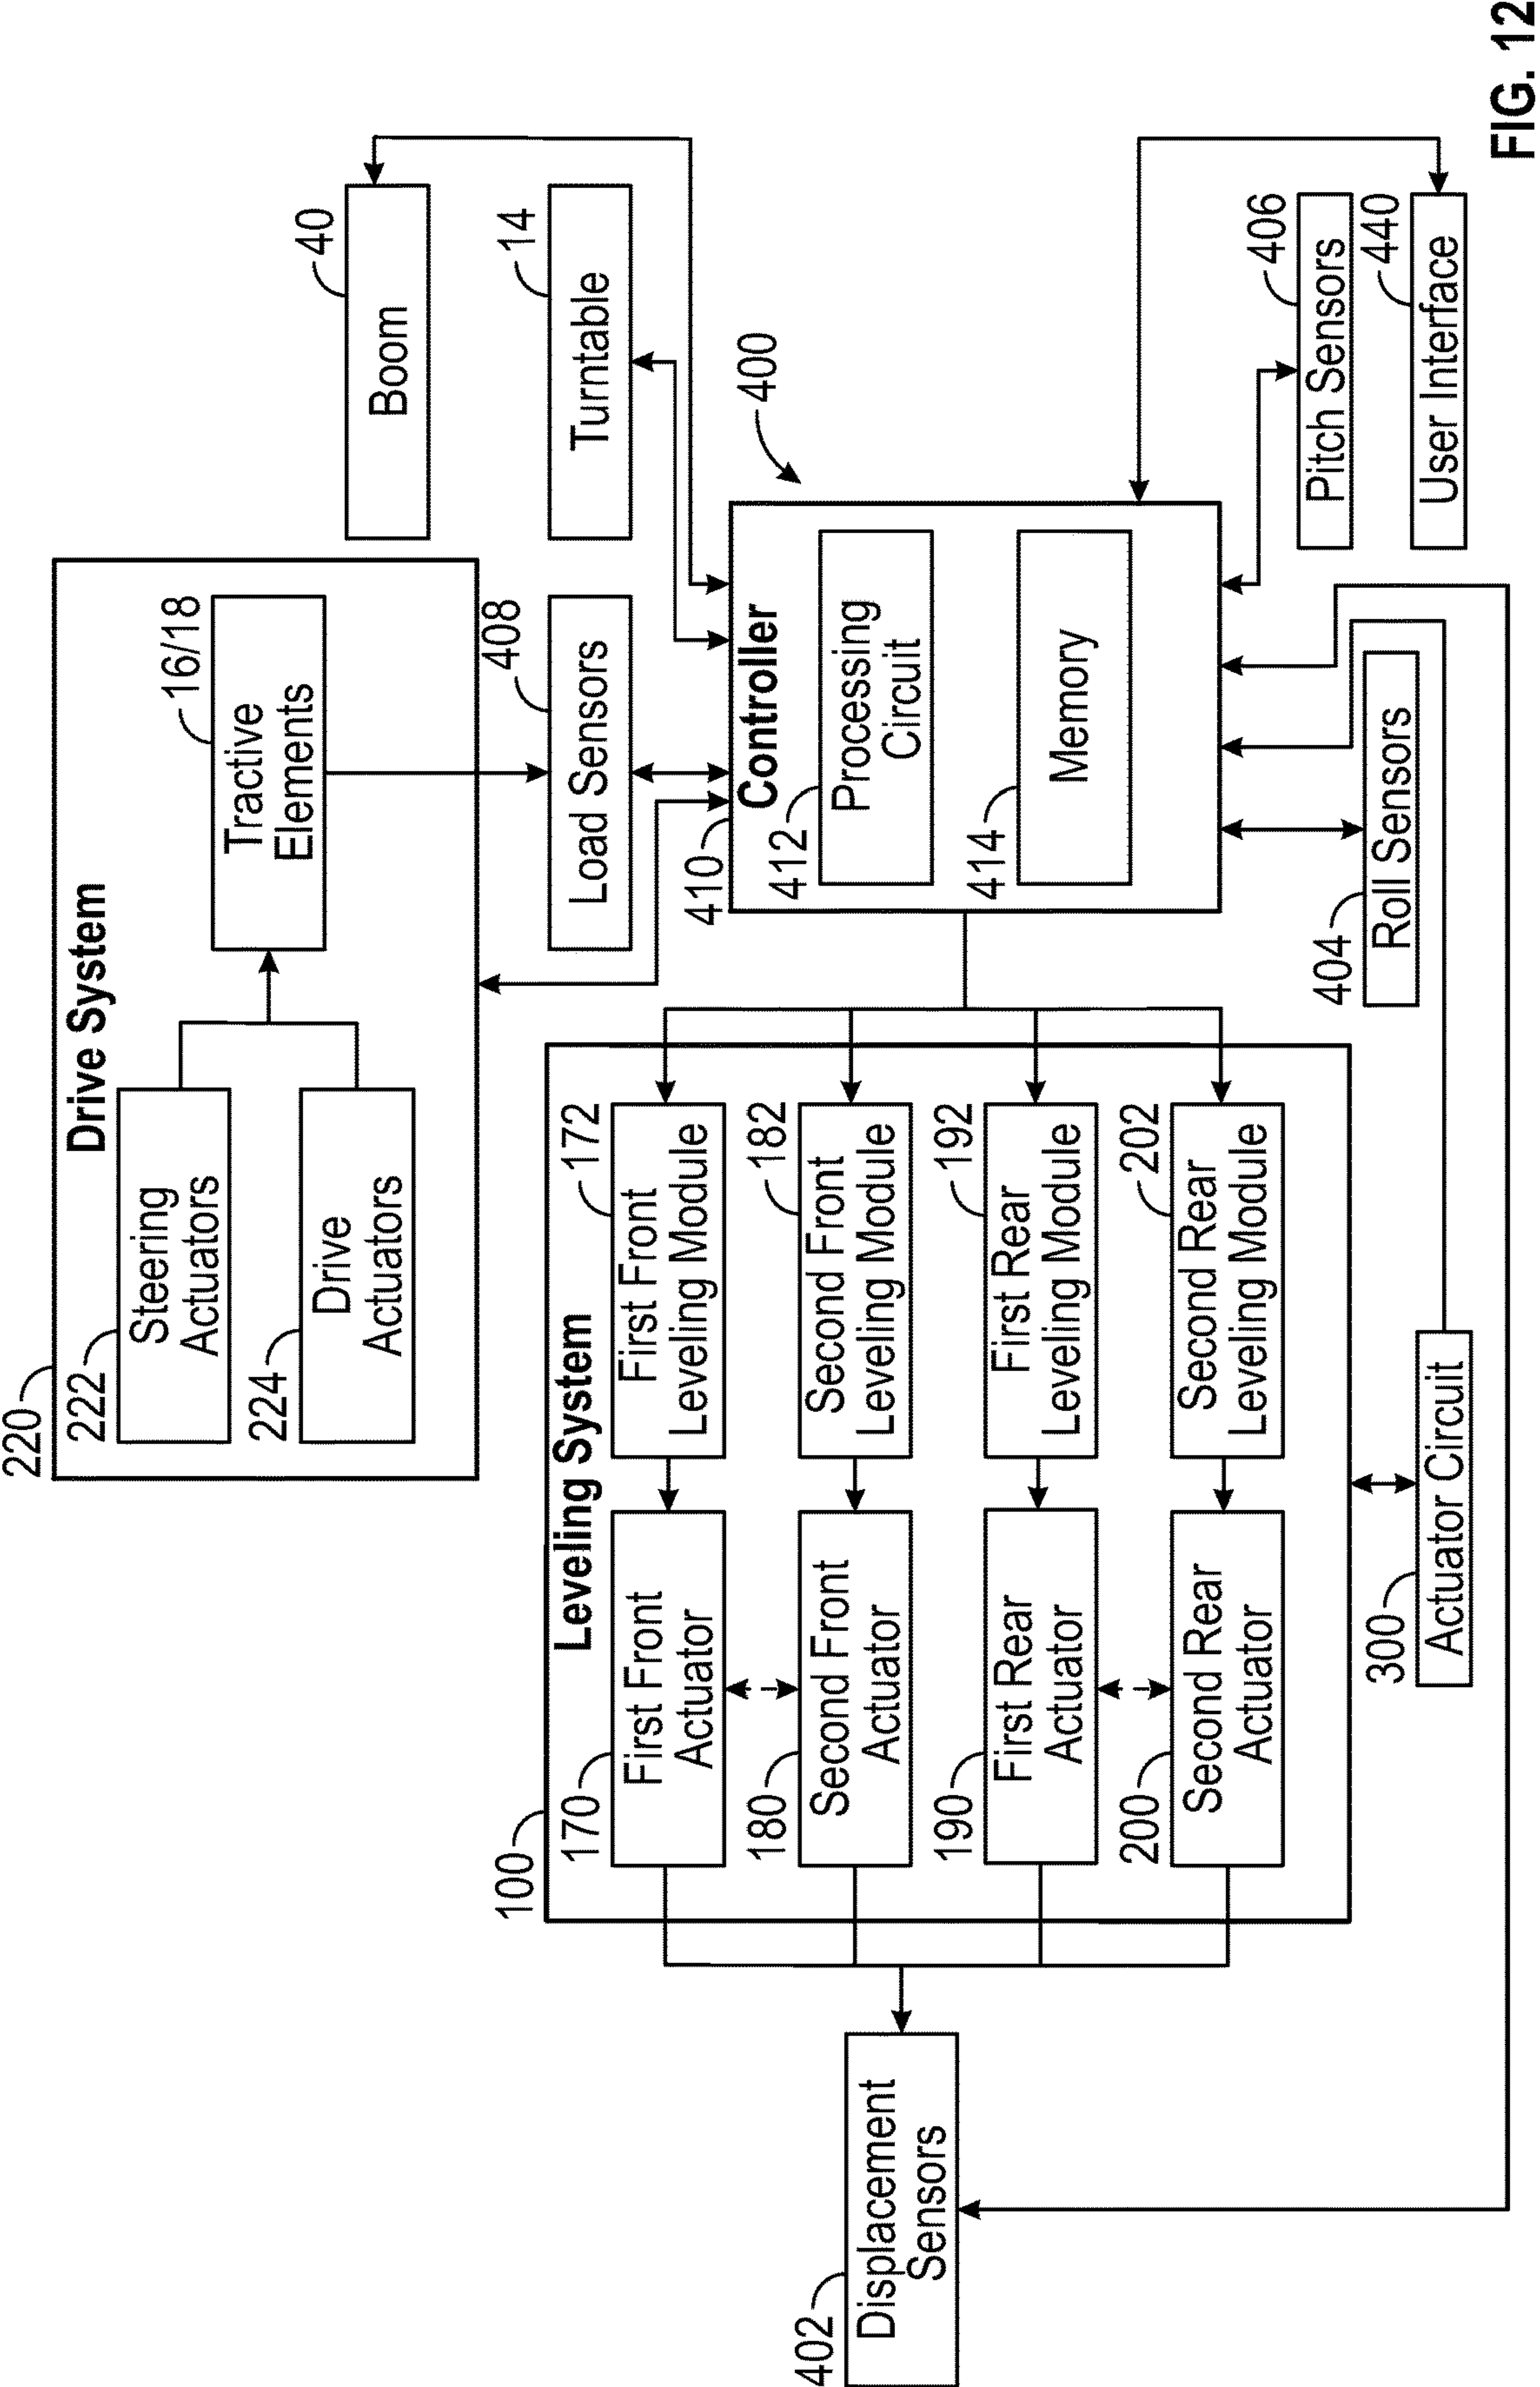 220
Drive System
222
Steering
Actuators
224
Drive
Actuators
16/18
Tractive
Elements
40
Boom
14
Turntable
408
Load Sensors
400
410
Controller
412
Processing
Circuit
414
Memory
100
Leveling System
170
First Front
Actuator
172
First Front
Leveling Module
180
Second Front
Actuator
182
Second Front
Leveling Module
190
First Rear
Actuator
192
First Rear
Leveling Module
200
Second Rear
Actuator
202
Second Rear
Leveling Module
402
Displacement
Sensors
300
Actuator Circuit
404
Roll Sensors
406
Pitch Sensors
440
User Interface
FIG. 12